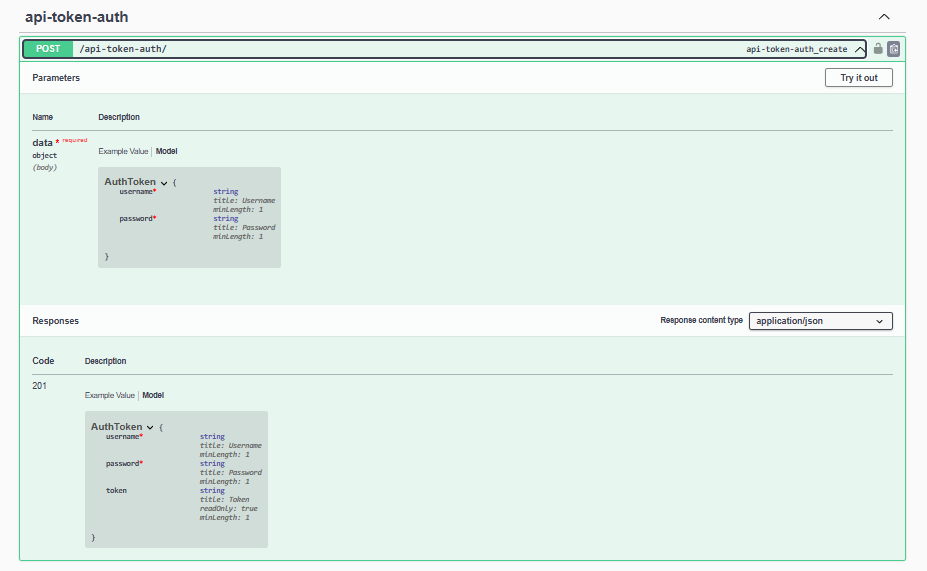 api-token-auth
POST /api-token-auth/ api-token-auth_create
Parameters Try it out
Name Description
data * required
object
(body)
Example Value | Model
AuthToken {
username* string
title: Username
minLength: 1
password* string
title: Password
minLength: 1
}
Responses Response content type application/json
Code Description
201
Example Value | Model
AuthToken {
username* string
title: Username
minLength: 1
password* string
title: Password
minLength: 1
token string
title: Token
readOnly: true
minLength: 1
}